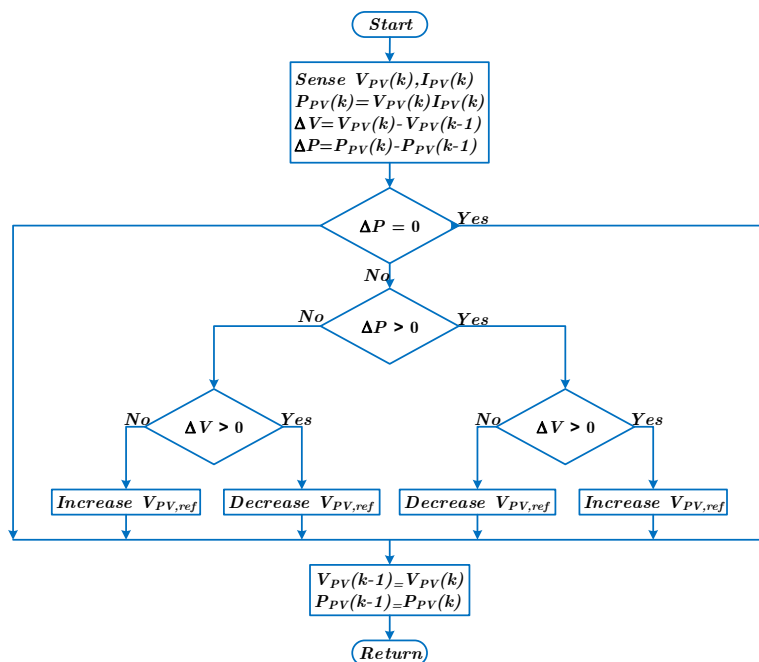 Start
Sense V_PV(k),I_PV(k)
P_PV(k)=V_PV(k)I_PV(k)
ΔV=V_PV(k)-V_PV(k-1)
ΔP=P_PV(k)-P_PV(k-1)
ΔP = 0
Yes
No
ΔP > 0
No
Yes
ΔV > 0
No
Yes
ΔV > 0
No
Yes
Increase V_PV,ref
Decrease V_PV,ref
Decrease V_PV,ref
Increase V_PV,ref
V_PV(k-1)=V_PV(k)
P_PV(k-1)=P_PV(k)
Return